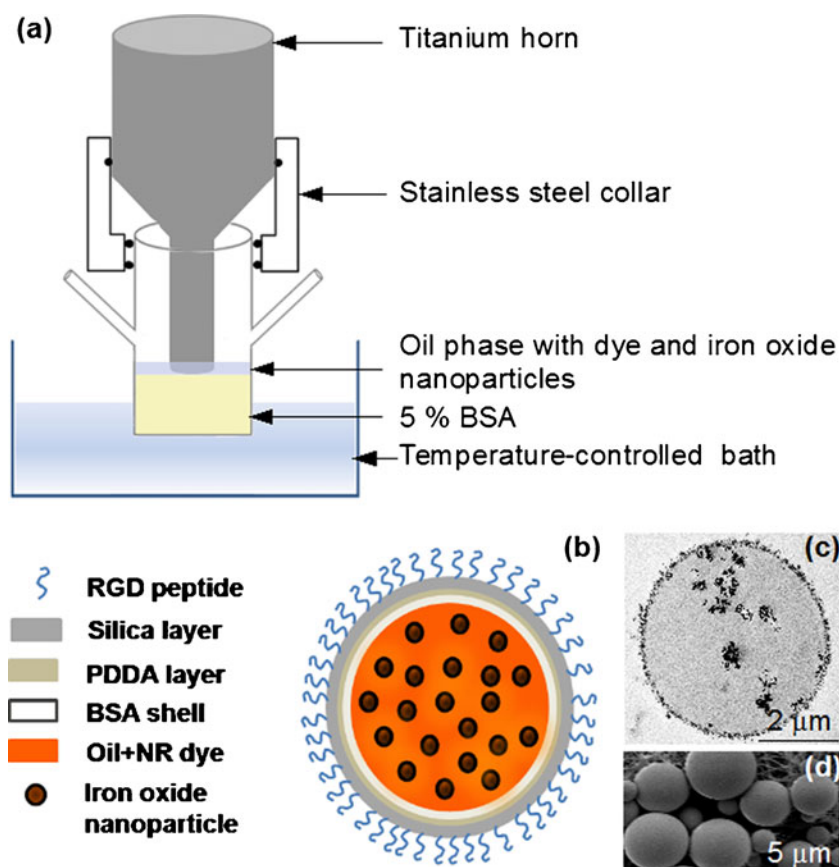 (a)
Titanium horn
Stainless steel collar
Oil phase with dye and iron oxide
nanoparticles
5 % BSA
Temperature-controlled bath
(b)
RGD peptide
Silica layer
PDDA layer
BSA shell
Oil+NR dye
Iron oxide
nanoparticle
(c)
2 μm
(d)
5 μm